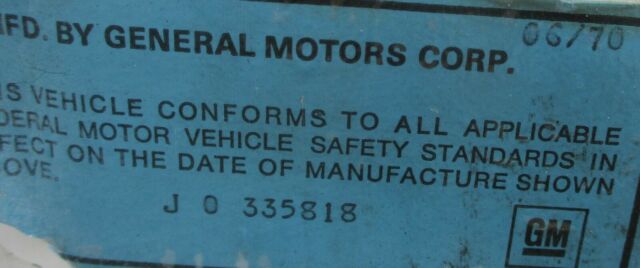 06/70
MFD. BY GENERAL MOTORS CORP.
IS VEHICLE CONFORMS TO ALL APPLICABLE
DERAL MOTOR VEHICLE SAFETY STANDARDS IN
FECT ON THE DATE OF MANUFACTURE SHOWN
OVE.
J 0 335818
GM